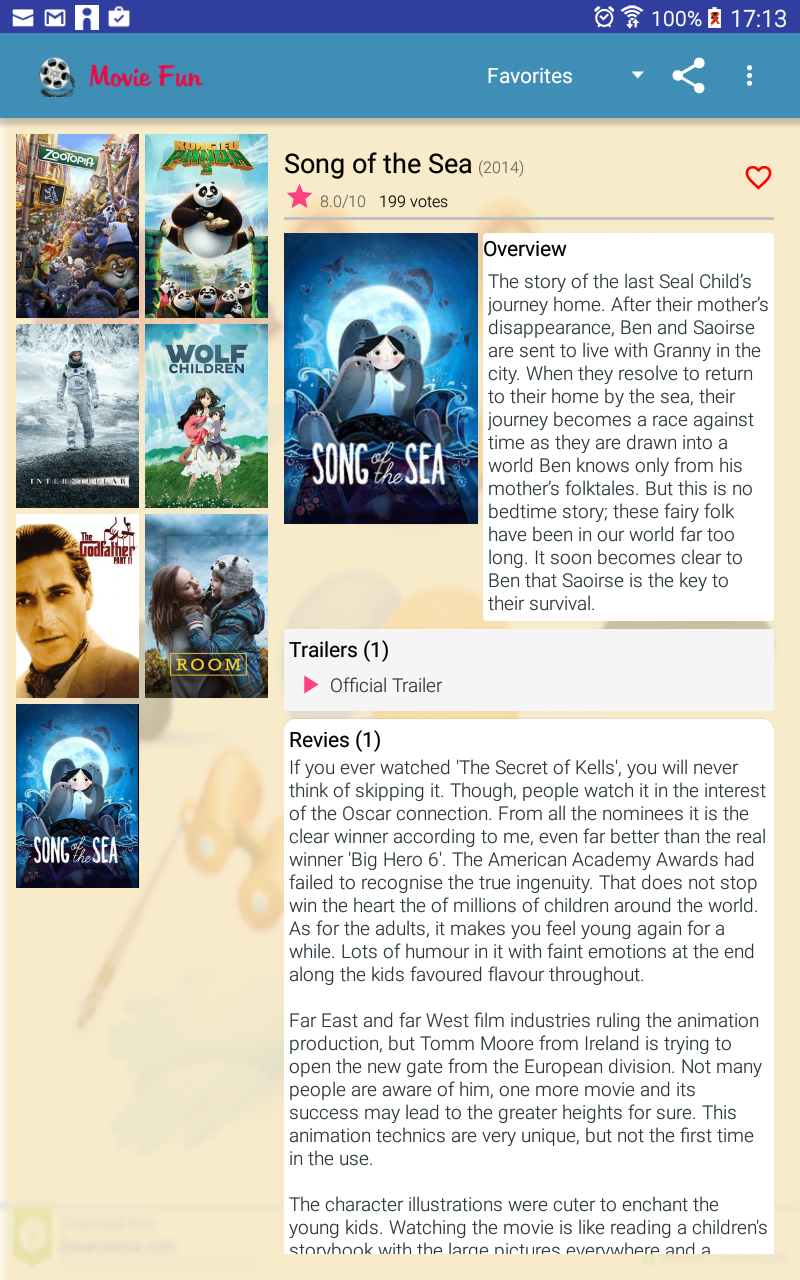 100% 17:13
Movie Fun
Favorites
ZOOTOPIA
KUNG FU
PANDA
3
INTERSTELLAR
WOLF
CHILDREN
The
Godfather
PART II
ROOM
SONG of the SEA
Song of the Sea (2014)
8.0/10 199 votes
SONG of the SEA
Overview
The story of the last Seal Child’s
journey home. After their mother’s
disappearance, Ben and Saoirse
are sent to live with Granny in the
city. When they resolve to return
to their home by the sea, their
journey becomes a race against
time as they are drawn into a
world Ben knows only from his
mother’s folktales. But this is no
bedtime story; these fairy folk
have been in our world far too
long. It soon becomes clear to
Ben that Saoirse is the key to
their survival.
Trailers (1)
Official Trailer
Revies (1)
If you ever watched 'The Secret of Kells', you will never
think of skipping it. Though, people watch it in the interest
of the Oscar connection. From all the nominees it is the
clear winner according to me, even far better than the real
winner 'Big Hero 6'. The American Academy Awards had
failed to recognise the true ingenuity. That does not stop
win the heart the of millions of children around the world.
As for the adults, it makes you feel young again for a
while. Lots of humour in it with faint emotions at the end
along the kids favoured flavour throughout.
Far East and far West film industries ruling the animation
production, but Tomm Moore from Ireland is trying to
open the new gate from the European division. Not many
people are aware of him, one more movie and its
success may lead to the greater heights for sure. This
animation technics are very unique, but not the first time
in the use.
The character illustrations were cuter to enchant the
young kids. Watching the movie is like reading a children's
storybook with the large pictures everywhere and a
Download from
Dreamstime.com